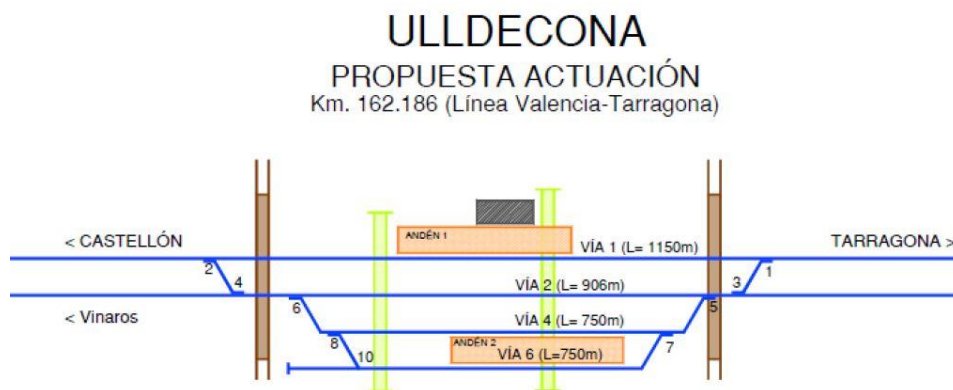 ULLDECONA
PROPUESTA ACTUACIÓN
Km. 162.186 (Línea Valencia-Tarragona)
ANDÉN 1
< CASTELLÓN
VÍA 1 (L= 1150m)
TARRAGONA >
2
1
4
VÍA 2 (L= 906m)
3
6
5
< Vinaros
VÍA 4 (L= 750m)
8
ANDÉN 2
7
10
VÍA 6 (L=750m)